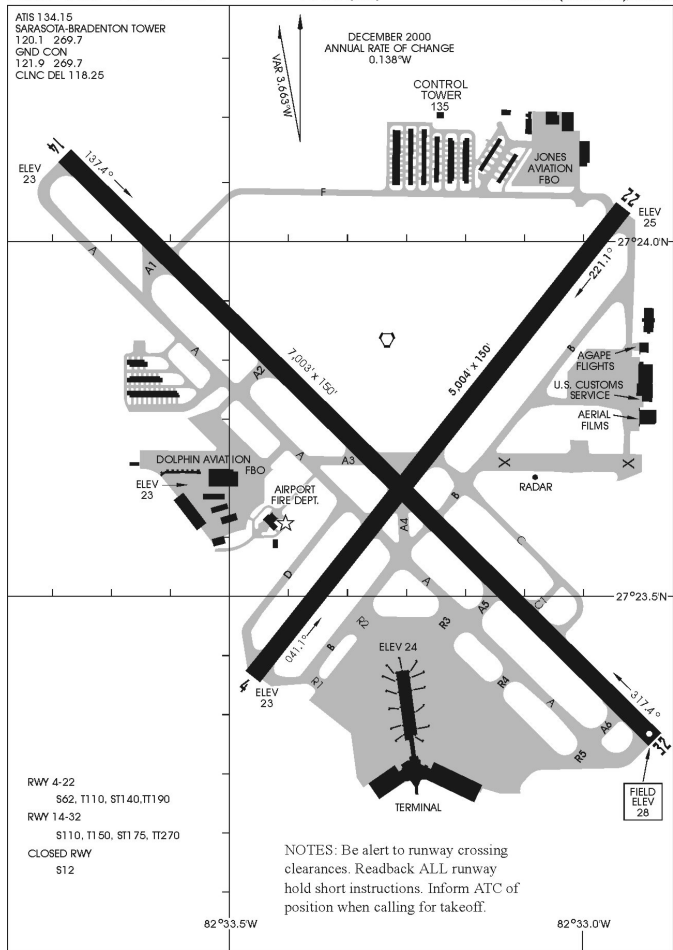 ATIS 134.15
SARASOTA-BRADENTON TOWER
120.1 269.7
GND CON
121.9 269.7
CLNC DEL 118.25
VAR 3.663°W
DECEMBER 2000
ANNUAL RATE OF CHANGE
0.138°W
CONTROL
TOWER
135
JONES
AVIATION
FBO
14
137.4°
ELEV
23
F
22
ELEV
25
27°24.0'
221.1°
A
A1
A
A2
7,003' x 150'
5,004' x 150'
B
AGAPE
FLIGHTS
U.S. CUSTOMS
SERVICE
AERIAL
FILMS
DOLPHIN AVIATION
FBO
ELEV
23
A
A3
X
X
RADAR
AIRPORT
FIRE DEPT.
A4
B
C
D
A
A5
C1
27°23.5'
R2
R3
041.1°
B
R1
ELEV 24
R4
A
4
ELEV
23
317.4°
A6
32
R5
FIELD
ELEV
28
TERMINAL
RWY 4-22
S62, T110, ST140,TT190
RWY 14-32
S110, T150, ST175, TT270
CLOSED RWY
S12
NOTES: Be alert to runway crossing
clearances. Readback ALL runway
hold short instructions. Inform ATC of
position when calling for takeoff.
82°33.5'W
82°33.0'W